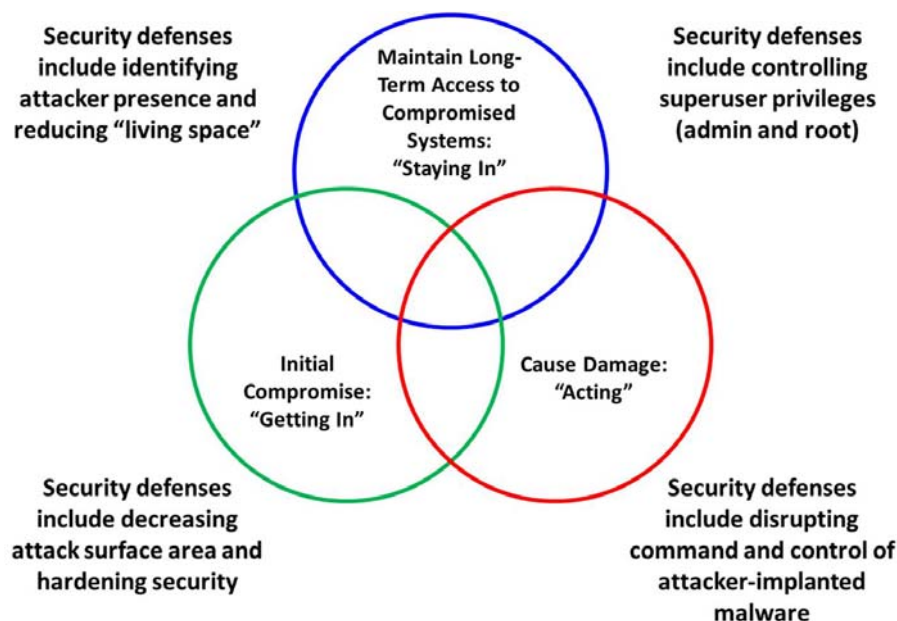 Security defenses
include identifying
attacker presence and
reducing “living space”
Maintain Long-
Term Access to
Compromised
Systems:
“Staying In”
Security defenses
include controlling
superuser privileges
(admin and root)
Initial
Compromise:
“Getting In”
Cause Damage:
“Acting”
Security defenses
include decreasing
attack surface area and
hardening security
Security defenses
include disrupting
command and control of
attacker-implanted
malware